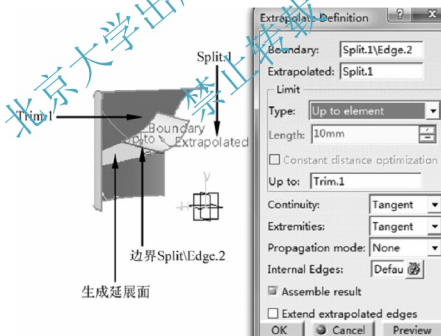 Split.1
Trim.1
Boundary
Up to
Extrapolated
边界Split\Edge.2
生成延展面
Extrapolate Definition
Boundary: Split.1\Edge.2
Extrapolated: Split.1
Limit
Type: Up to element
Length: 10mm
Constant distance optimization
Up to: Trim.1
Continuity: Tangent
Extremities: Tangent
Propagation mode: None
Internal Edges: Defau
Assemble result
Extend extrapolated edges
OK Cancel Preview
北京大学出版
禁止转载